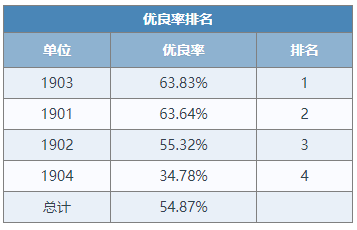 优良率排名
单位 优良率 排名
1903 63.83% 1
1901 63.64% 2
1902 55.32% 3
1904 34.78% 4
总计 54.87%